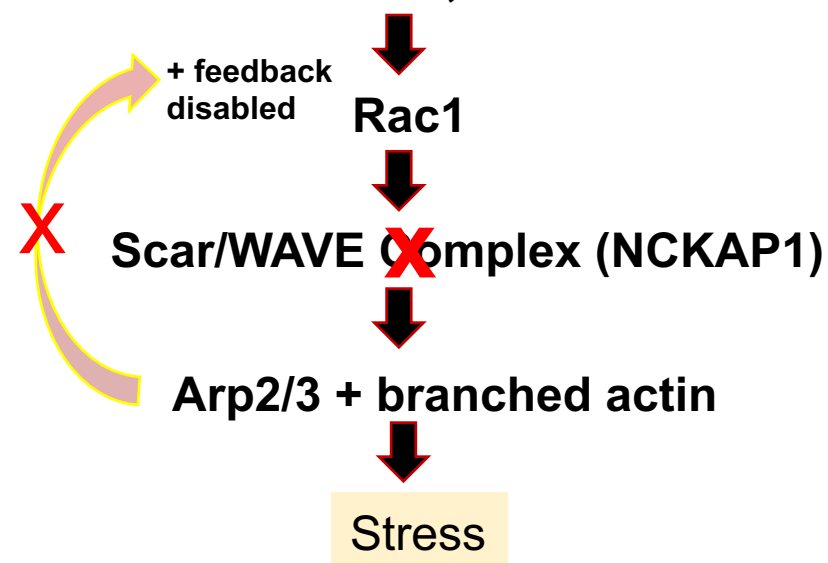 + feedback
disabled
Rac1
X
Scar/WAVE Complex (NCKAP1)
X
Arp2/3 + branched actin
Stress